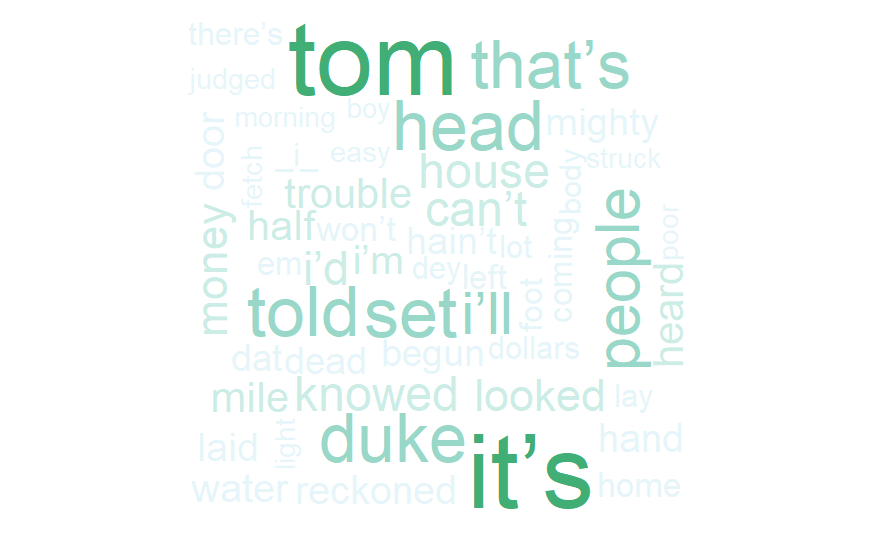 there’s
tom
that’s
judged
morning
boy
head
mighty
door
fetch
_i_
easy
house
body
struck
trouble
can’t
half
won’t
hain’t
lot
people
poor
money
em
i’d
i’m
dey
left
coming
foot
heard
told
set
i’ll
dat
dead
begun
dollars
mile
knowed
looked
lay
laid
light
duke
it’s
hand
water
reckoned
home